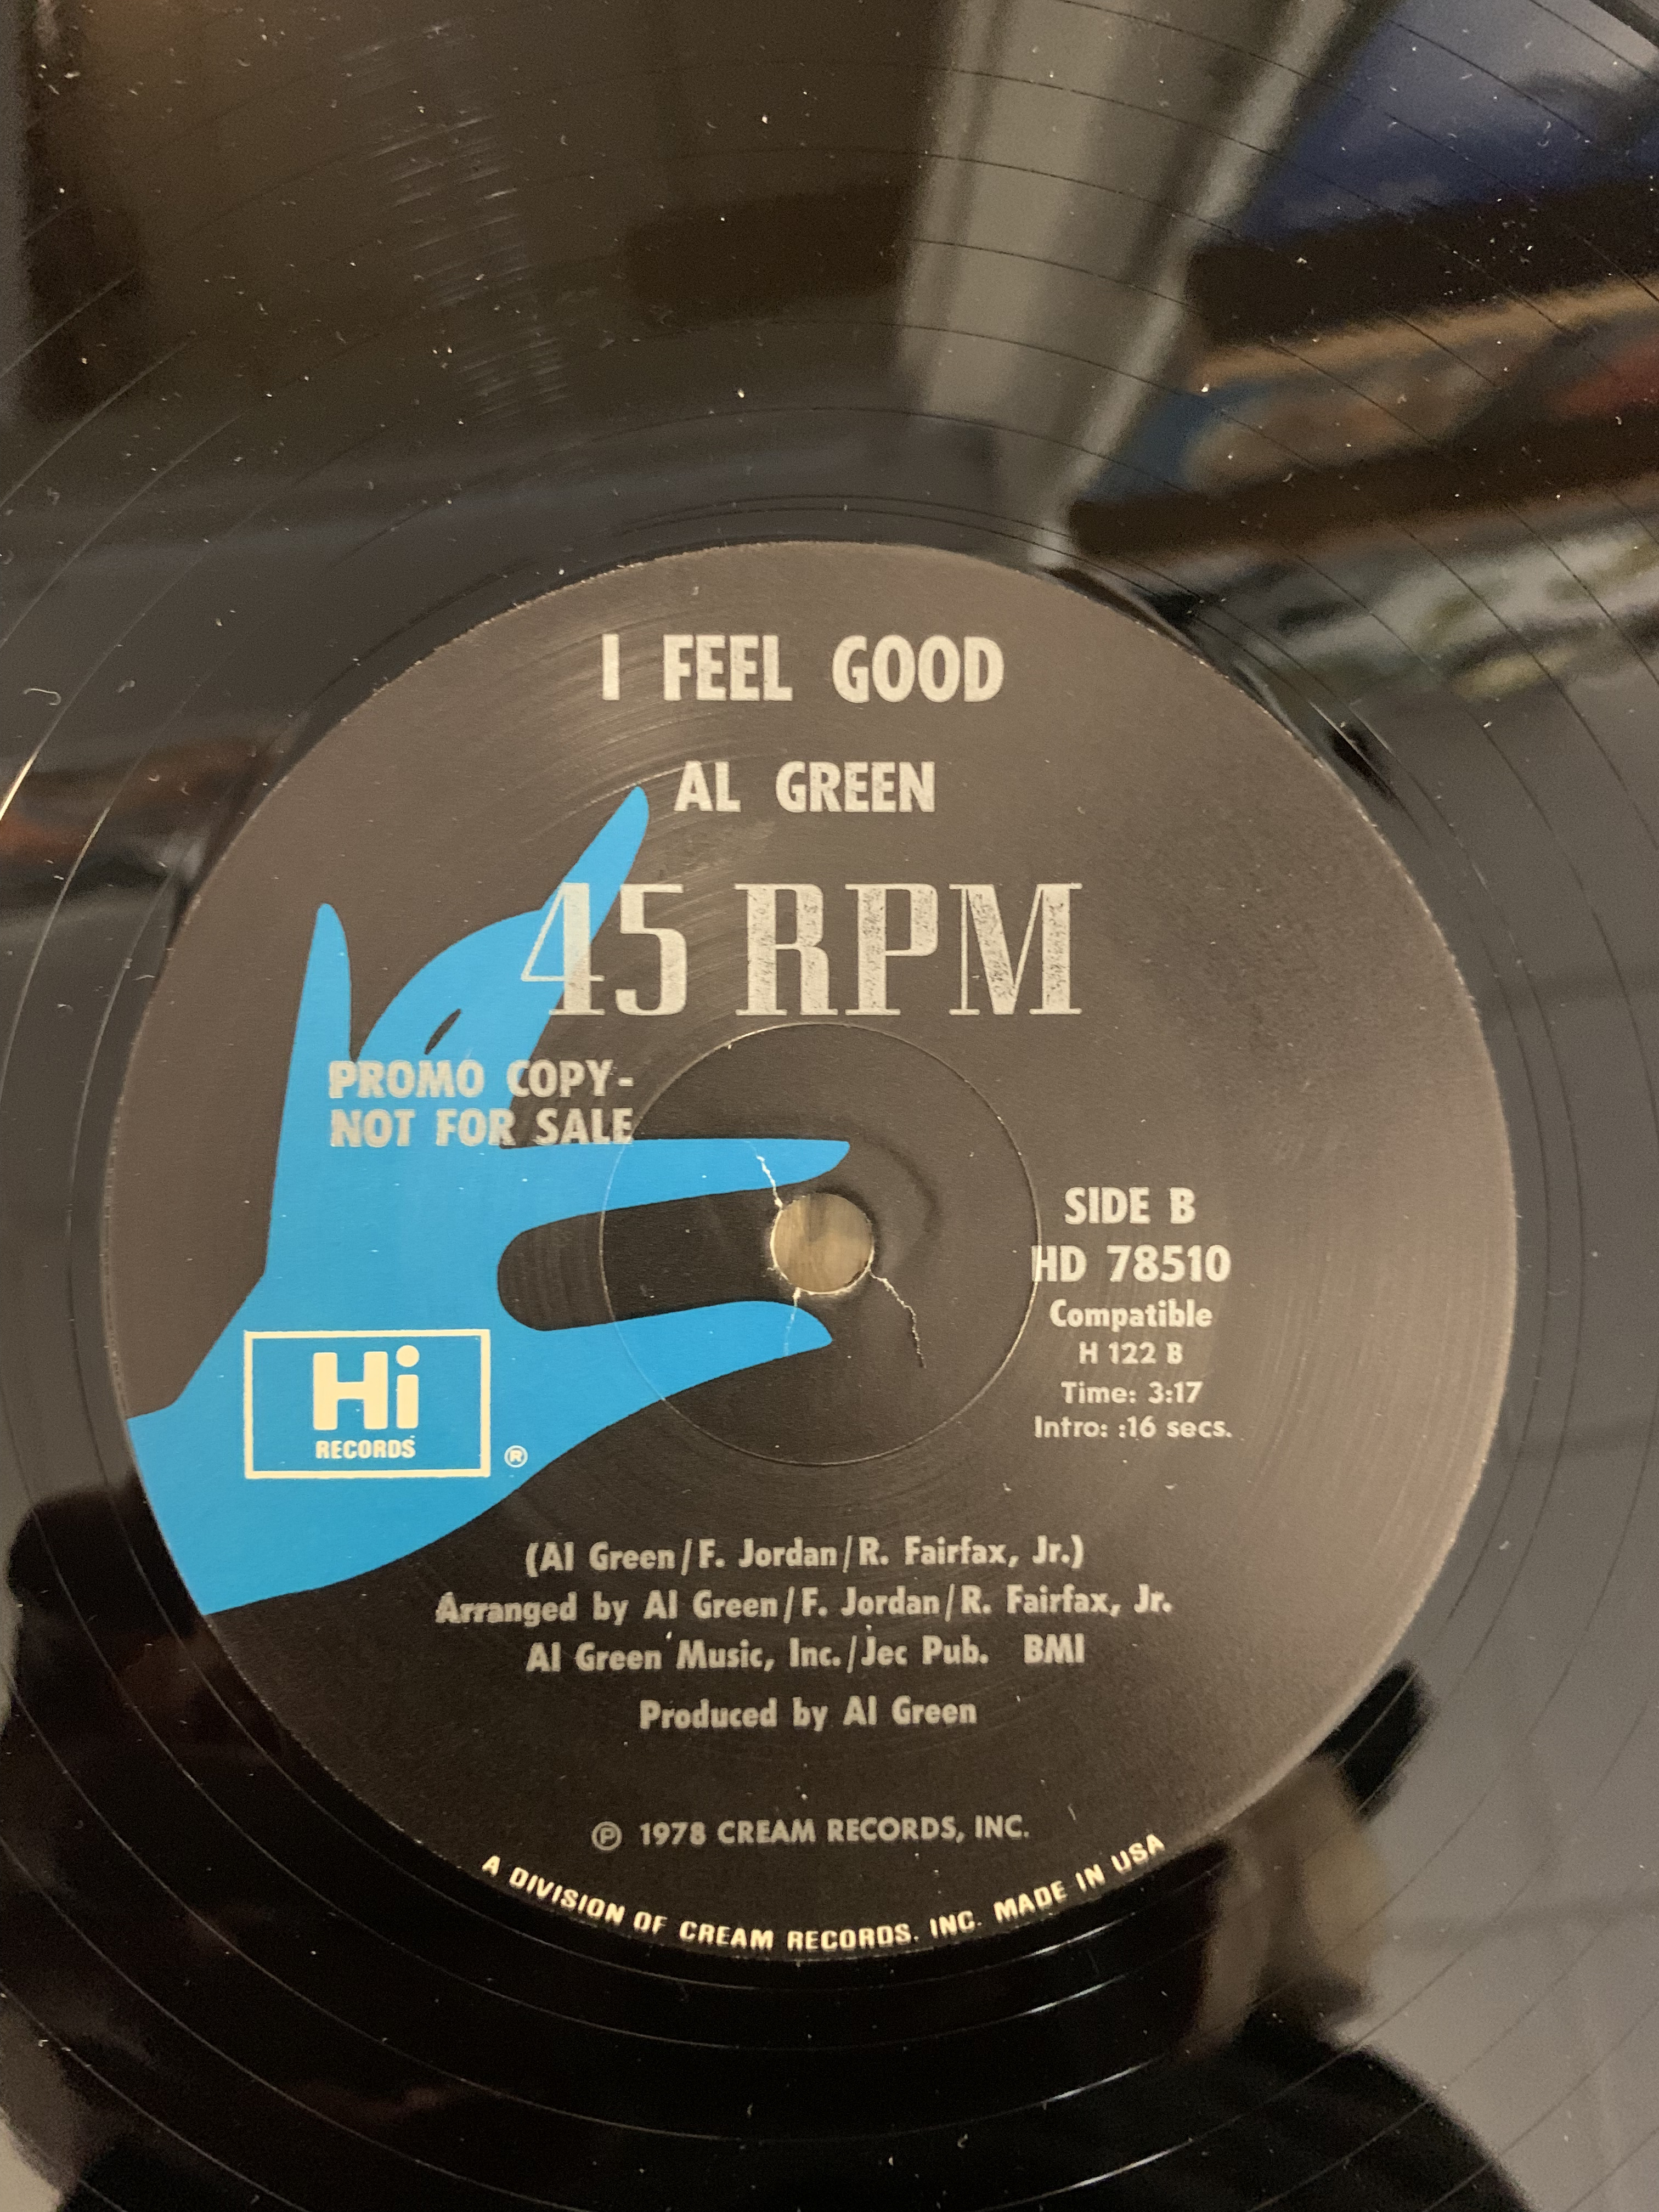 I FEEL GOOD
AL GREEN
45 RPM
PROMO COPY-
NOT FOR SALE
SIDE B
HD 78510
Compatible
H 122 B
Time: 3:17
Intro: :16 secs.
Hi
RECORDS
®
(Al Green/F. Jordan/R. Fairfax, Jr.)
Arranged by Al Green/F. Jordan/R. Fairfax, Jr.
Al Green Music, Inc./Jec Pub. BMI
Produced by Al Green
℗ 1978 CREAM RECORDS, INC.
A DIVISION OF CREAM RECORDS, INC. MADE IN USA